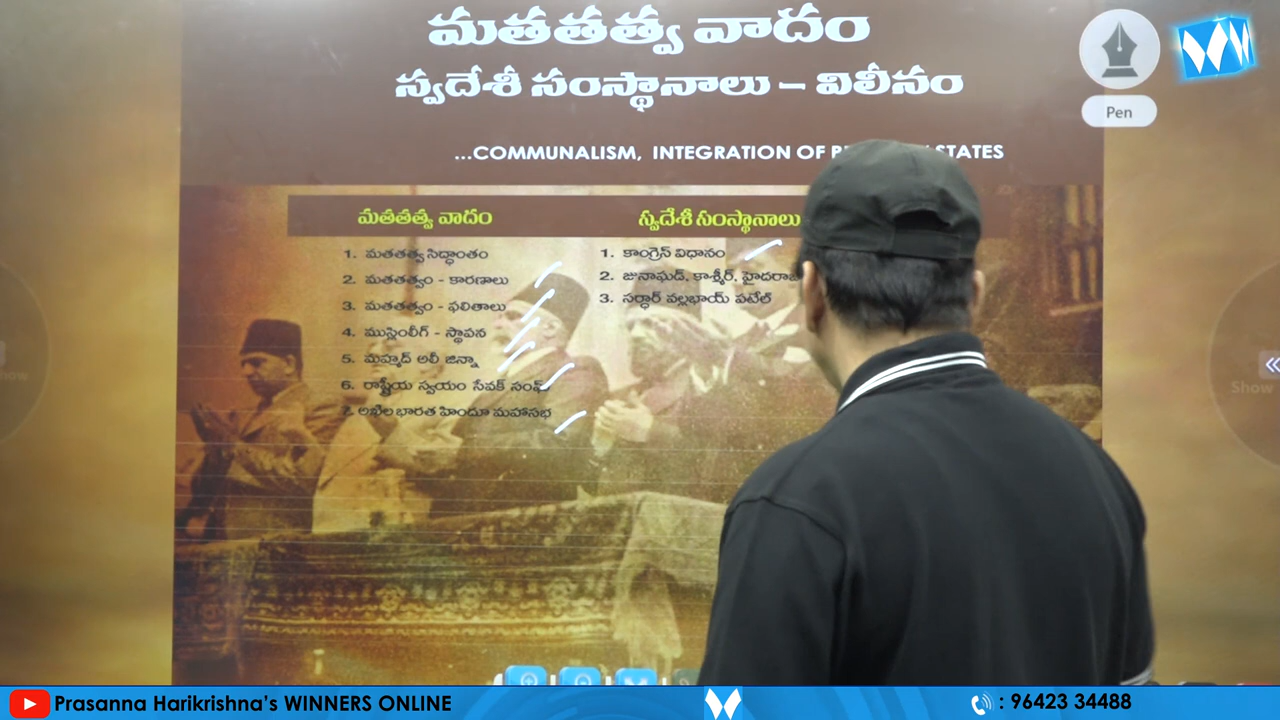 మతతత్వ వాదం
స్వదేశీ సంస్థానాలు – విలీనం
Pen
...COMMUNALISM, INTEGRATION OF STATES
మతతత్వ వాదం
స్వదేశీ సంస్థానాలు
1. మతతత్వ సిద్ధాంతం
2. మతతత్వం - కారణాలు
3. మతతత్వం - ఫలితాలు
4. ముస్లింలీగ్ - స్థాపన
5. మహ్మద్ అలీ జిన్నా
6. రాష్ట్రీయ స్వయం సేవక్ సంఘ్
7. అఖిల భారత హిందూ మహాసభ
1. కాంగ్రెస్ విధానం
2. జునాఘడ్, కాశ్మీర్,
3. సర్ధార్ వల్లభాయ్ పటేల్
Show
Prasanna Harikrishna's WINNERS ONLINE
: 96423 34488